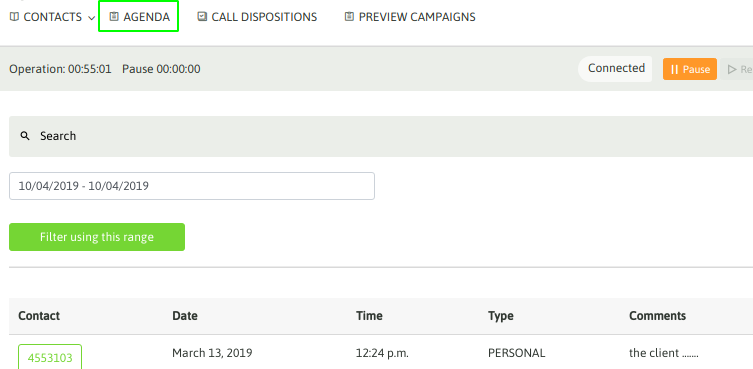 CONTACTS AGENDA CALL DISPOSITIONS PREVIEW CAMPAIGNS
Operation: 00:55:01 Pause 00:00:00 Connected Pause Re
Search
10/04/2019 - 10/04/2019
Filter using this range
Contact Date Time Type Comments
4553103 March 13, 2019 12:24 p.m. PERSONAL the client .......